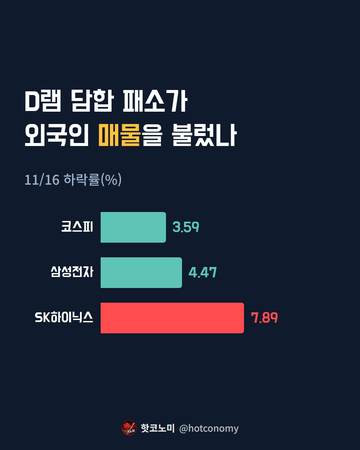 D램 담합 패소가
외국인 매물을 불렀나
11/16 하락률(%)
코스피 3.59
삼성전자 4.47
SK하이닉스 7.89
핫코노미 @hotconomy